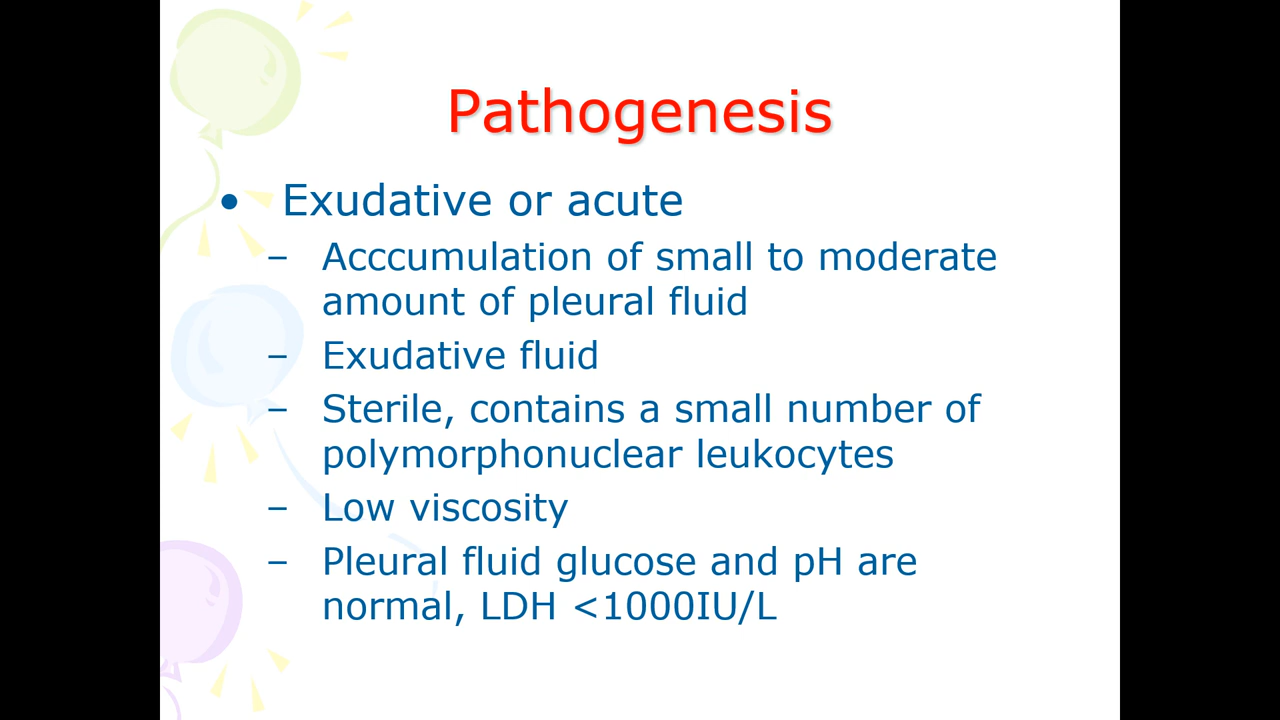 Pathogenesis
• Exudative or acute
– Acccumulation of small to moderate
amount of pleural fluid
– Exudative fluid
– Sterile, contains a small number of
polymorphonuclear leukocytes
– Low viscosity
– Pleural fluid glucose and pH are
normal, LDH <1000IU/L